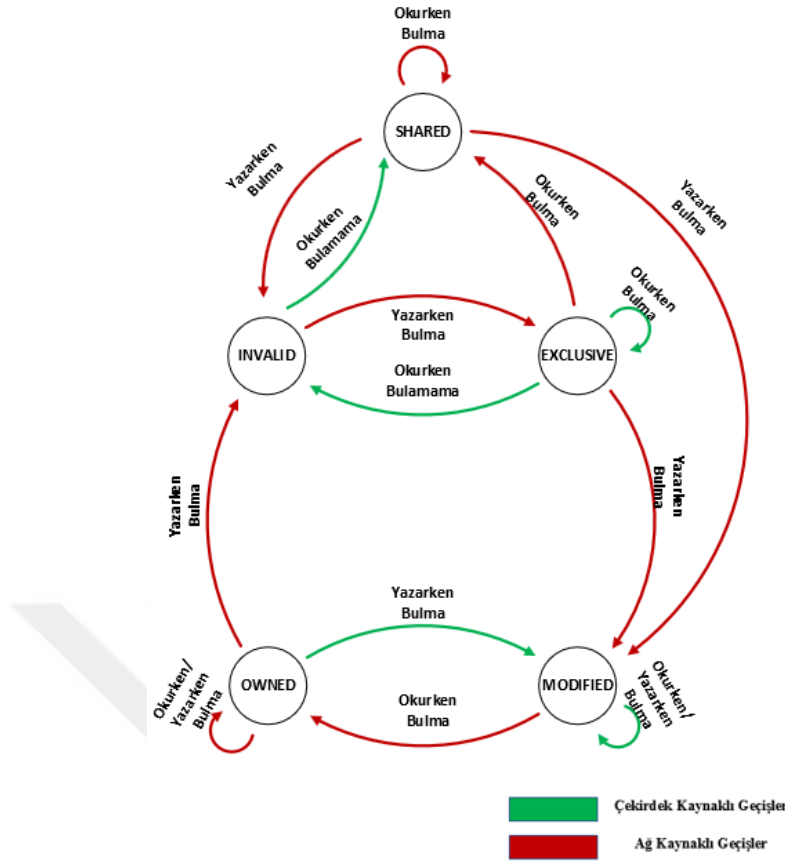 Okurken
Bulma
SHARED
Yazarken
Bulma
Okurken
Bulamama
Okurken
Bulma
Yazarken
Bulma
Okurken
Bulma
INVALID
Yazarken
Bulma
EXCLUSIVE
Okurken
Bulamama
Yazarken
Bulma
Yazarken
Bulma
Yazarken
Bulma
Okurken/
Yazarken
Bulma
OWNED
Okurken
Bulma
MODIFIED
Okurken/
Yazarken
Bulma
Çekirdek Kaynaklı Geçişler
Ağ Kaynaklı Geçişler